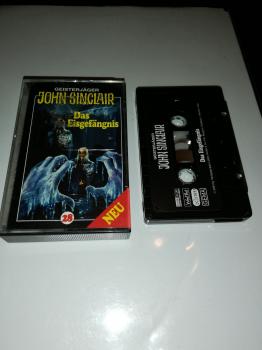 GEISTERJÄGER
JOHN SINCLAIR
Das
Eisgefängnis
28
NEU
JOHN SINCLAIR
Das Eisgefängnis